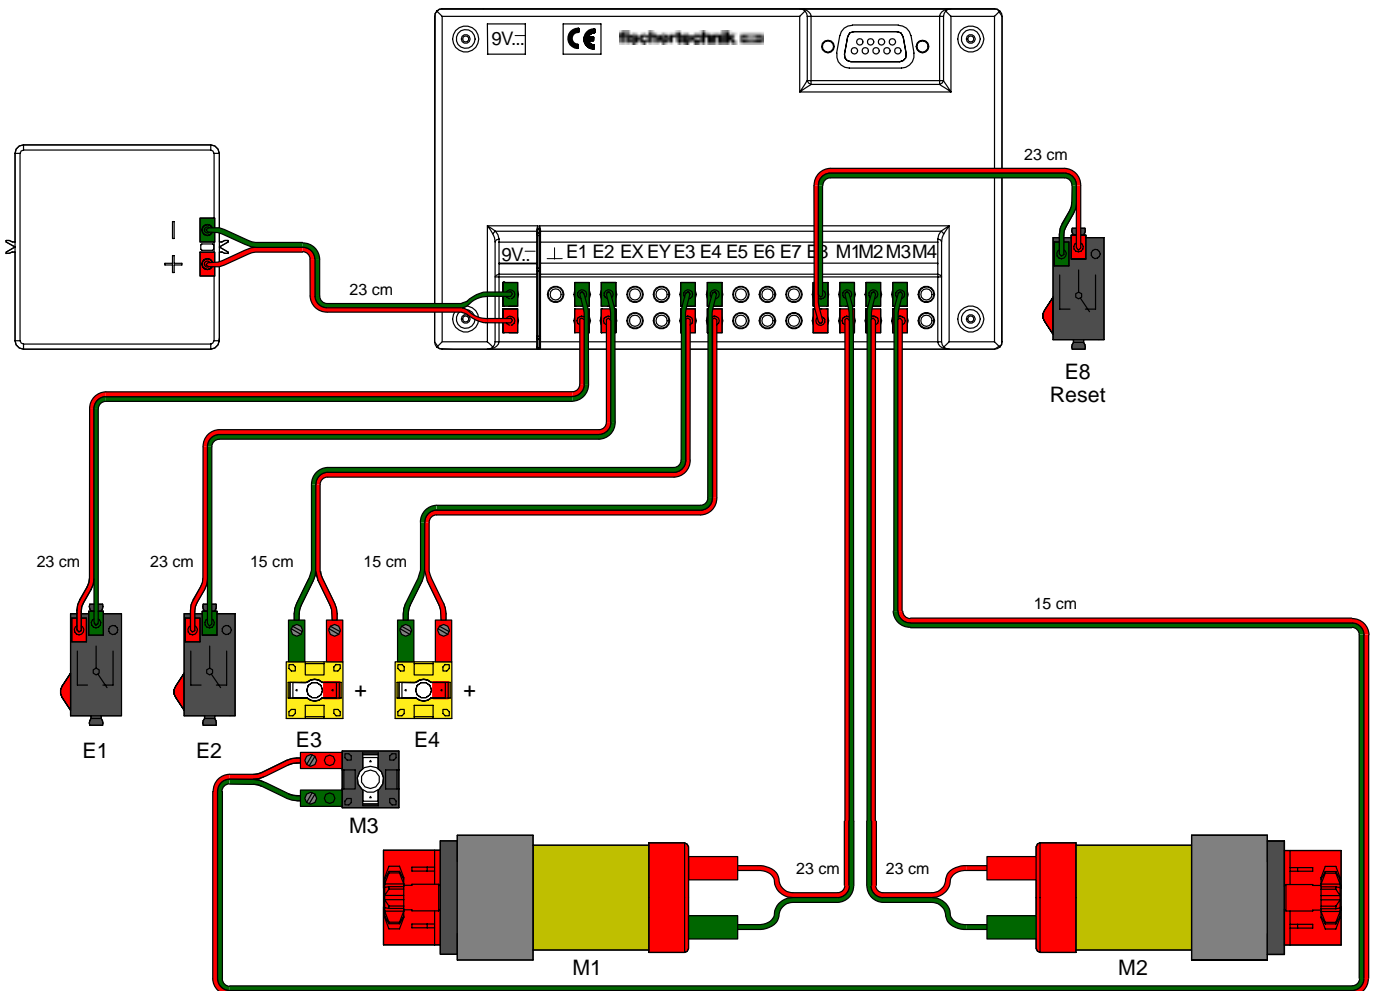 9V
CE
fischertechnik
23 cm
9V...
⊥ E1 E2 EX EY E3 E4 E5 E6 E7 E8 M1 M2 M3 M4
−
+
23 cm
E8
Reset
23 cm
23 cm
15 cm
15 cm
15 cm
+
+
E1
E2
E3
E4
M3
23 cm
23 cm
M1
M2